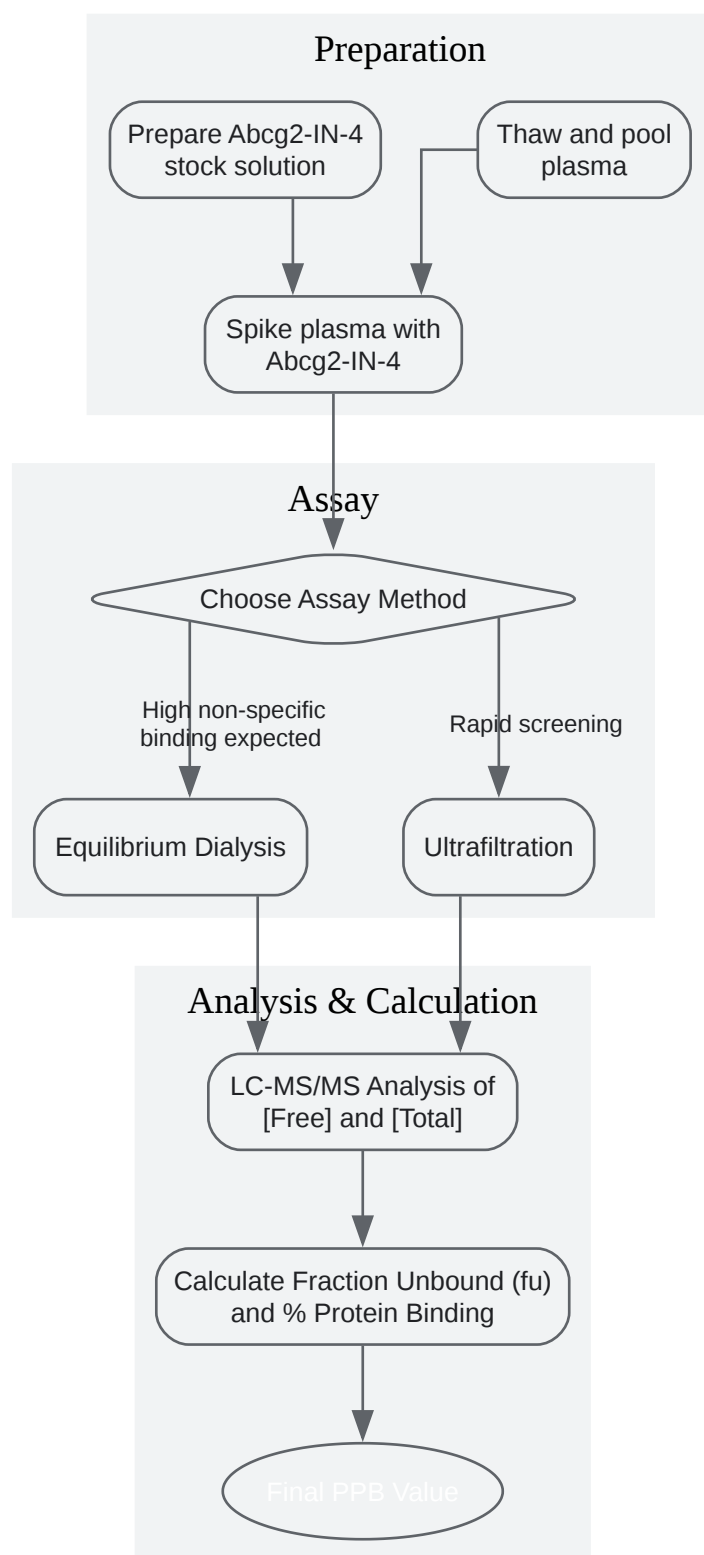 Preparation
Prepare Abcg2-IN-4
stock solution
Thaw and pool
plasma
Spike plasma with
Abcg2-IN-4
Assay
Choose Assay Method
High non-specific
binding expected
Rapid screening
Equilibrium Dialysis
Ultrafiltration
Analysis & Calculation
LC-MS/MS Analysis of
[Free] and [Total]
Calculate Fraction Unbound (fu)
and % Protein Binding
Final PPB Value